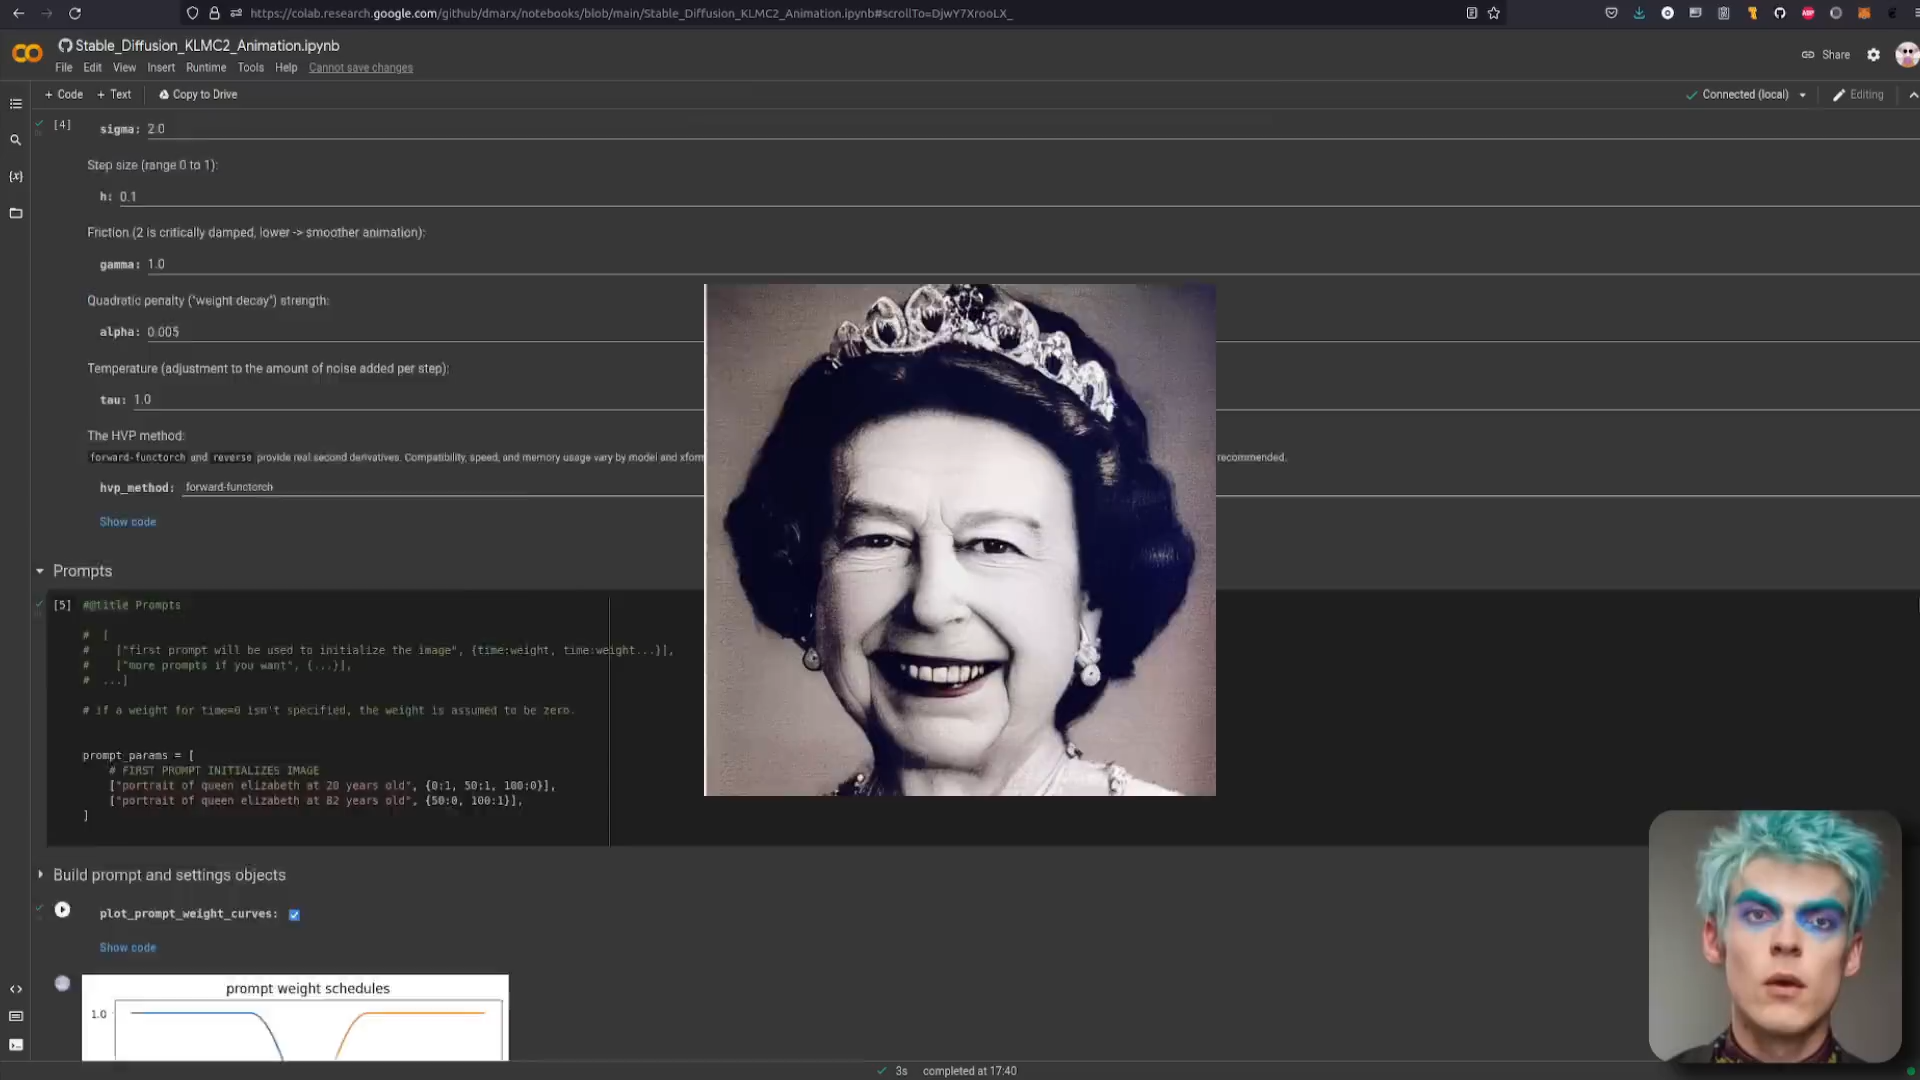 https://colab.research.google.com/github/dmarx/notebooks/blob/main/Stable_Diffusion_KLMC2_Animation.ipynb#scrollTo=DjwY7XrooLX_
Stable_Diffusion_KLMC2_Animation.ipynb
File Edit View Insert Runtime Tools Help Cannot save changes
Share
+ Code + Text Copy to Drive
Connected (local) Editing
[4] sigma: 2.0
Step size (range 0 to 1):
h: 0.1
Friction (2 is critically damped, lower -> smoother animation):
gamma: 1.0
Quadratic penalty ("weight decay") strength:
alpha: 0.005
Temperature (adjustment to the amount of noise added per step):
tau: 1.0
The HVP method:
forward-functorch and reverse provide real second derivatives. Compatibility, speed, and memory usage vary by model and xform recommended.
hvp_method: forward-functorch
Show code
Prompts
[5] #@title Prompts
# [
# ["first prompt will be used to initialize the image", {time:weight, time:weight...}],
# ["more prompts if you want", {...}],
# ...]
# if a weight for time=0 isn't specified, the weight is assumed to be zero.
prompt_params = [
# FIRST PROMPT INITIALIZES IMAGE
["portrait of queen elizabeth at 20 years old", {0:1, 50:1, 100:0}],
["portrait of queen elizabeth at 82 years old", {50:0, 100:1}],
]
Build prompt and settings objects
plot_prompt_weight_curves:
Show code
prompt weight schedules
1.0
3s completed at 17:40